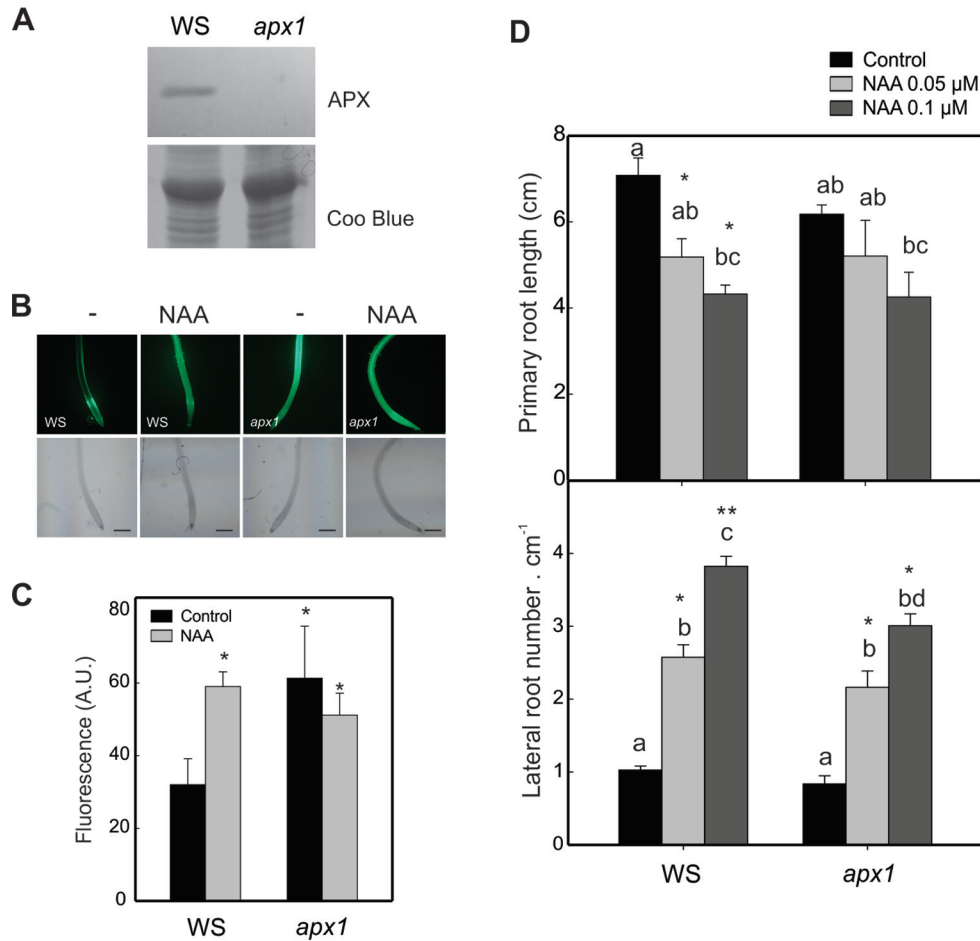 A
WS apx1
APX
Coo Blue
B
- NAA - NAA
WS WS apx1 apx1
C
Control
NAA
80
60
40
20
0
Fluorescence (A.U.)
* * *
WS apx1
D
Control
NAA 0.05 µM
NAA 0.1 µM
8
6
4
2
0
Primary root length (cm)
a * ab * bc ab ab bc
4
3
2
1
0
Lateral root number . cm-1
a * b ** c a * b * bd
WS apx1